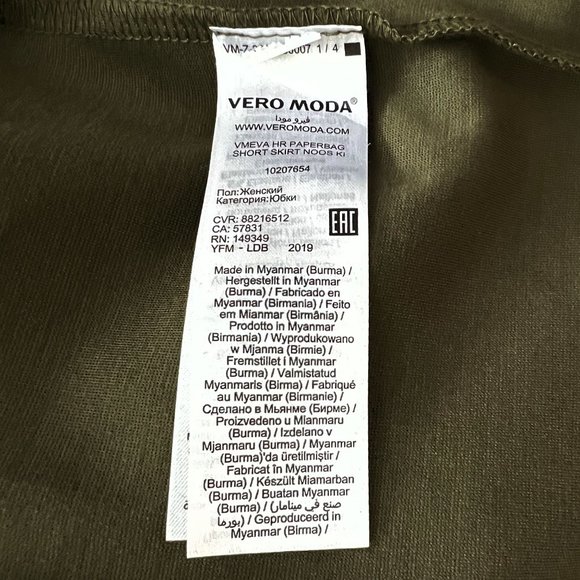 1 / 4
VERO MODA®
فيرو مودا
WWW.VEROMODA.COM
VMEVA HR PAPERBAG
SHORT SKIRT NOOS KI
10207654
Пол:Женский
Категория:Юбки
CVR: 88216512
CA: 57831
RN: 149349
YFM - LDB 2019
EAC
Made in Myanmar (Burma) /
Hergestellt in Myanmar
(Burma) / Fabricado en
Myanmar (Birmania) / Feito
em Mianmar (Birmânia) /
Prodotto in Myanmar
(Birmania) / Wyprodukowano
w Mjanma (Birmie) /
Fremstillet i Myanmar
(Burma) / Valmistatud
Myanmaris (Birma) / Fabriqué
au Myanmar (Birmanie) /
Сделано в Мьянме (Бирме) /
Proizvedeno u Mianmaru
(Burma) / Izdelano v
Mjanmaru (Burma) / Myanmar
(Burma)'da üretilmiştir /
Fabricat în Myanmar
(Burma) / Készült Miamarban
(Burma) / Buatan Myanmar
(Burma) / صنع في ميانمار)
بورما) / Geproduceerd in
Myanmar (Birma) /